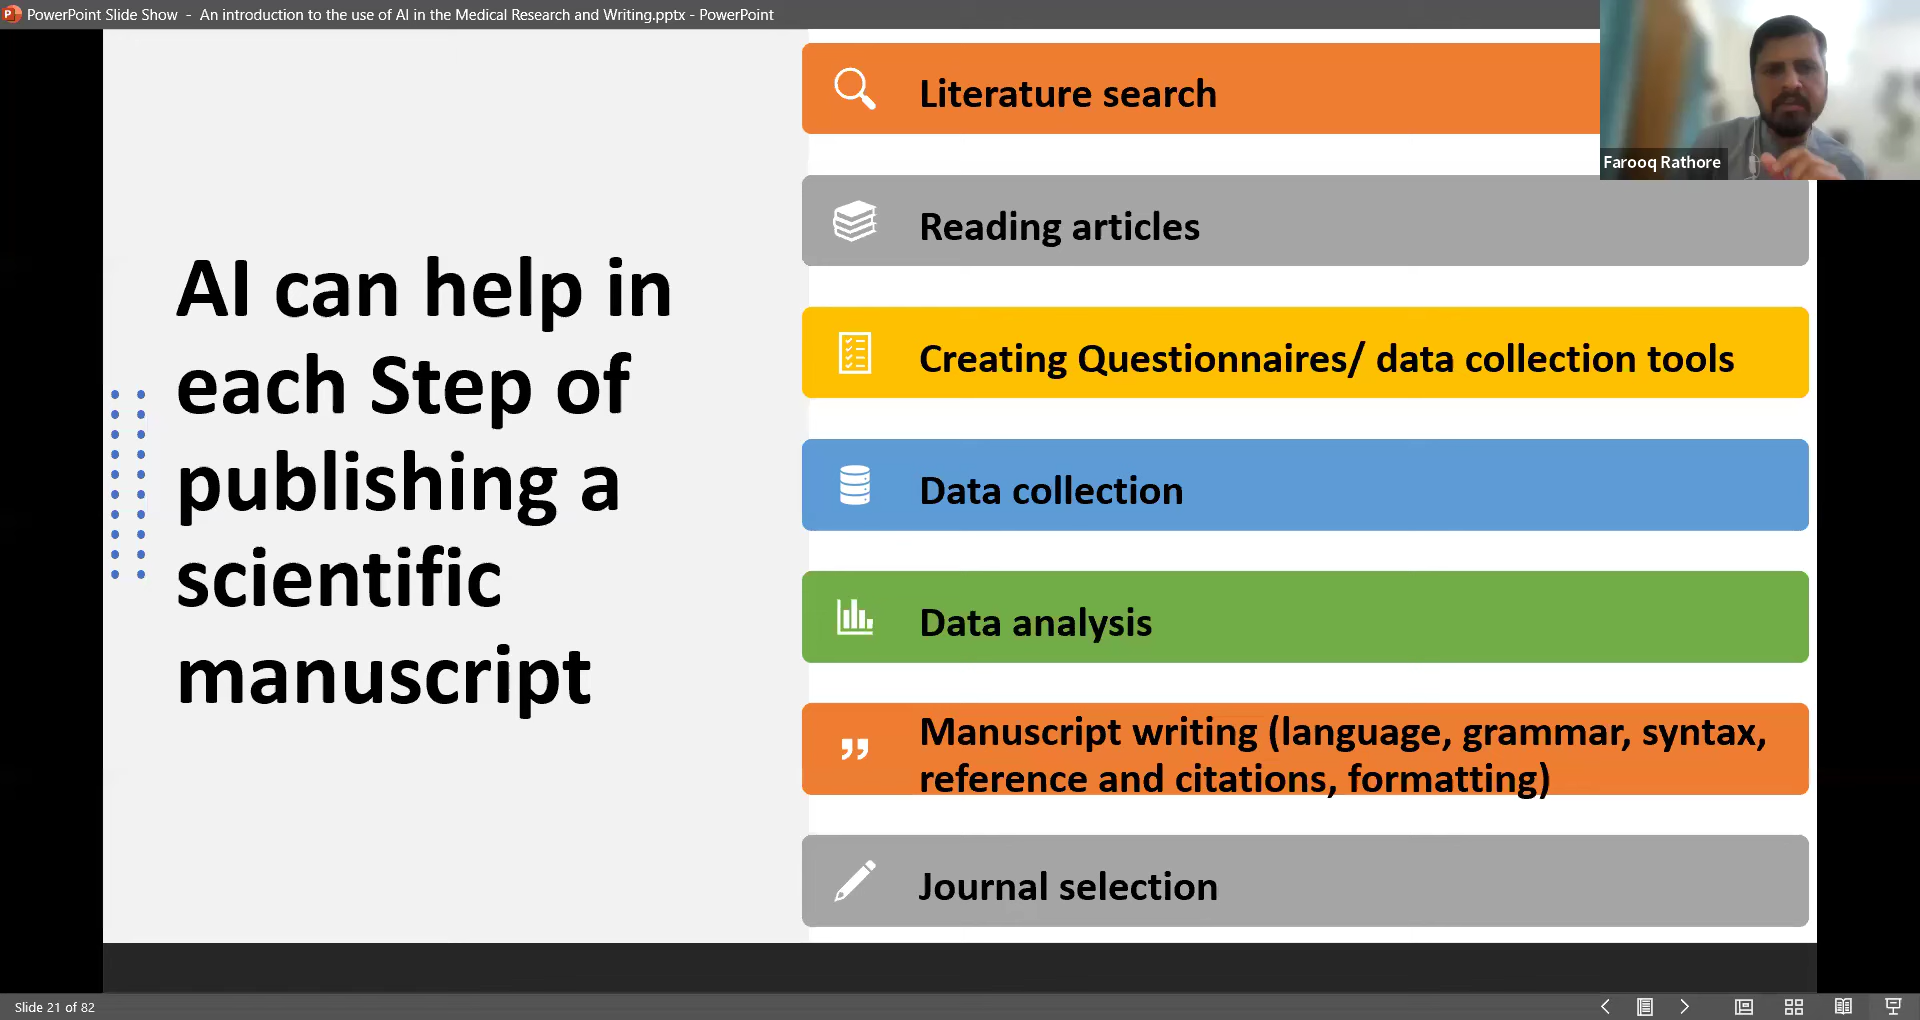 PowerPoint Slide Show - An introduction to the use of AI in the Medical Research and Writing.pptx - PowerPoint
AI can help in
each Step of
publishing a
scientific
manuscript
Literature search
Reading articles
Creating Questionnaires/ data collection tools
Data collection
Data analysis
Manuscript writing (language, grammar, syntax,
reference and citations, formatting)
Journal selection
Farooq Rathore
Slide 21 of 82